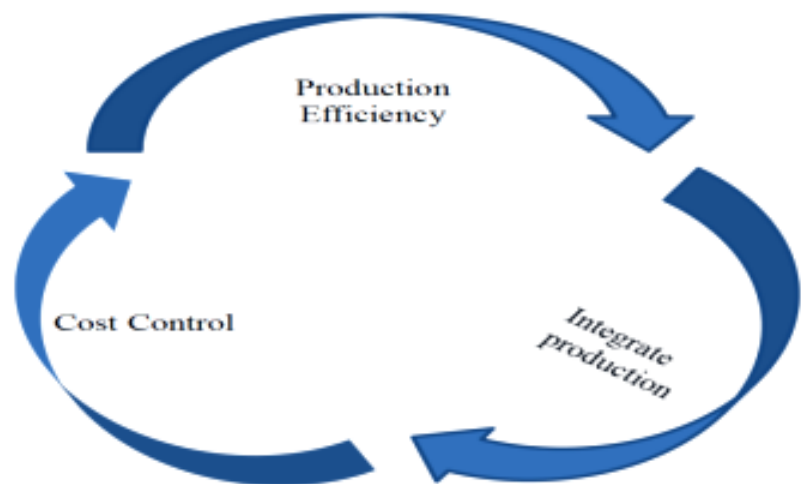 Production
Efficiency
Cost Control
Integrate
production